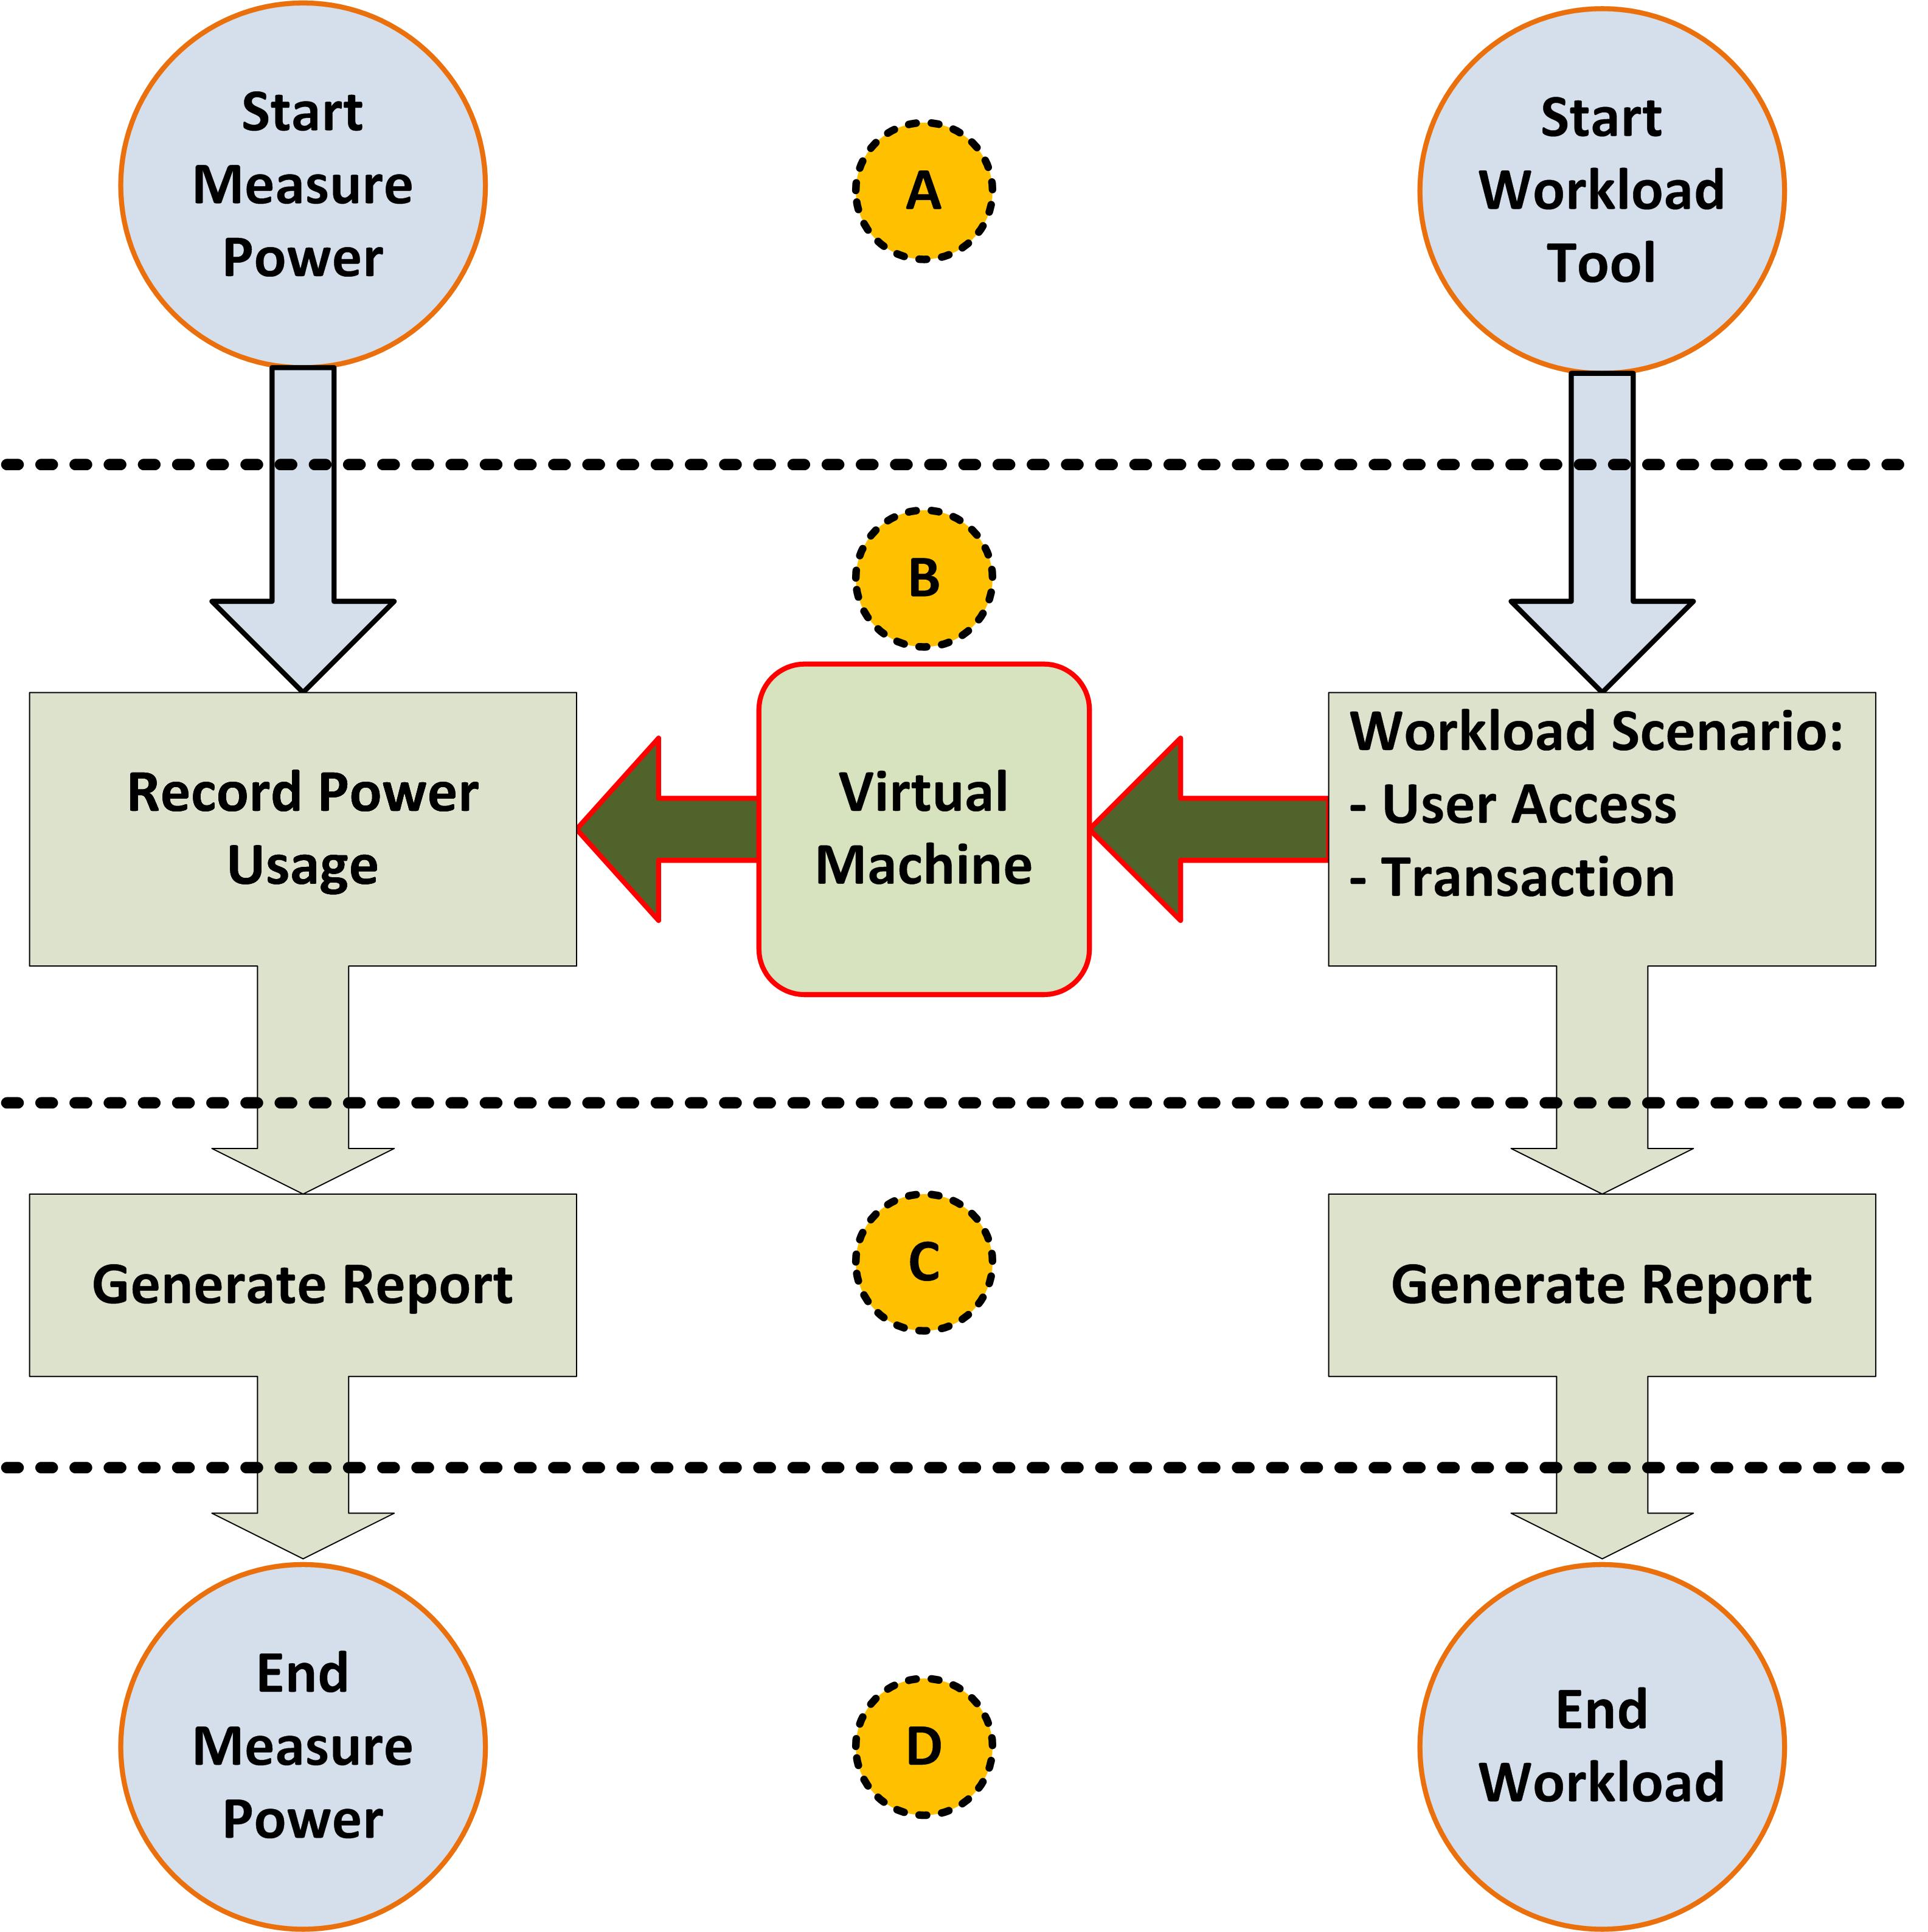 Start
Measure
Power
A
Start
Workload
Tool
B
Record Power
Usage
Virtual
Machine
Workload Scenario:
- User Access
- Transaction
Generate Report
C
Generate Report
End
Measure
Power
D
End
Workload